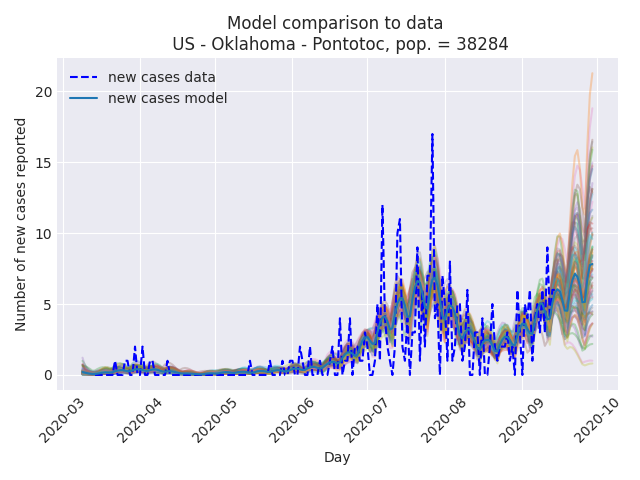 Model comparison to data
US - Oklahoma - Pontotoc, pop. = 38284
new cases data
new cases model
Number of new cases reported
20
15
10
5
0
2020-03
2020-04
2020-05
2020-06
2020-07
2020-08
2020-09
2020-10
Day